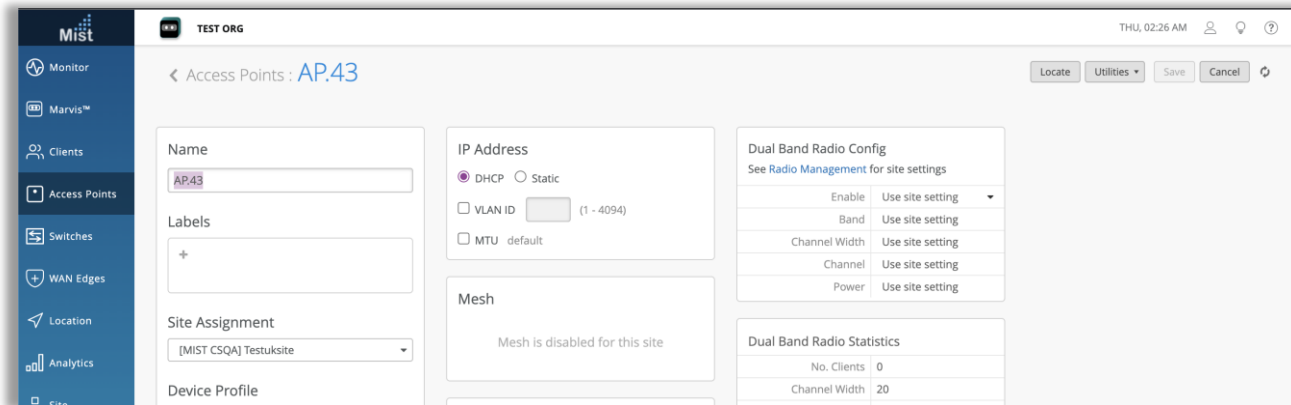 Mist
TEST ORG
THU, 02:26 AM
?
Monitor
Marvis™
Clients
Access Points
Switches
WAN Edges
Location
Analytics
Site
< Access Points : AP.43
Locate
Utilities
Save
Cancel
Name
AP.43
Labels
+
Site Assignment
[MIST CSQA] Testuksite
Device Profile
IP Address
DHCP
Static
VLAN ID (1 - 4094)
MTU default
Mesh
Mesh is disabled for this site
Dual Band Radio Config
See Radio Management for site settings
Enable Use site setting
Band Use site setting
Channel Width Use site setting
Channel Use site setting
Power Use site setting
Dual Band Radio Statistics
No. Clients 0
Channel Width 20